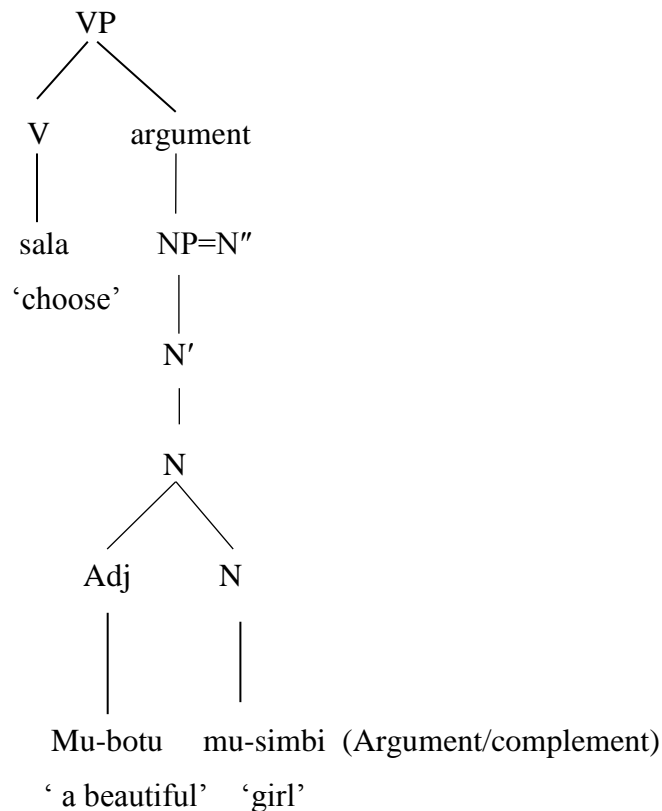 VP
V argument
sala NP=N″
‘choose’
N′
N
Adj N
Mu-botu mu-simbi (Argument/complement)
‘ a beautiful’ ‘girl’